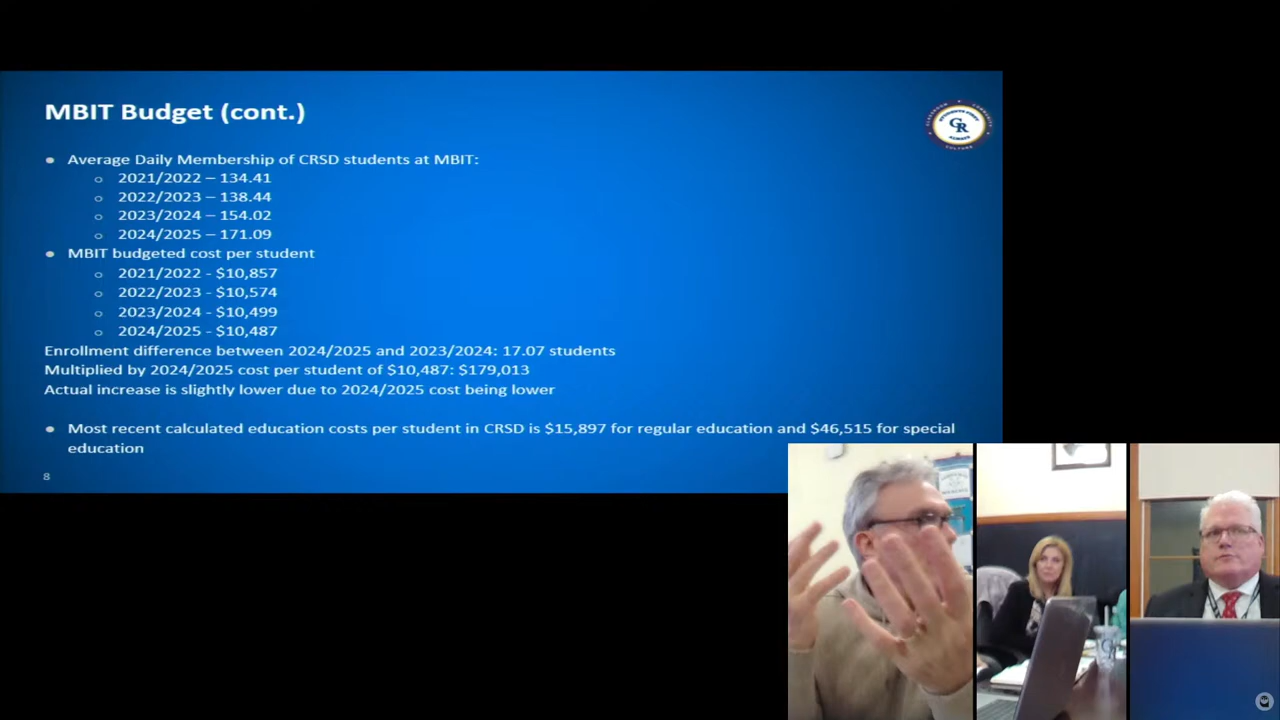 MBIT Budget (cont.)
● Average Daily Membership of CRSD students at MBIT:
○ 2021/2022 – 134.41
○ 2022/2023 – 138.44
○ 2023/2024 – 154.02
○ 2024/2025 – 171.09
● MBIT budgeted cost per student
○ 2021/2022 - $10,857
○ 2022/2023 - $10,574
○ 2023/2024 - $10,499
○ 2024/2025 - $10,487
Enrollment difference between 2024/2025 and 2023/2024: 17.07 students
Multiplied by 2024/2025 cost per student of $10,487: $179,013
Actual increase is slightly lower due to 2024/2025 cost being lower
● Most recent calculated education costs per student in CRSD is $15,897 for regular education and $46,515 for special
education
8
STUDENTS FIRST
CR
ALWAYS
CULTURE